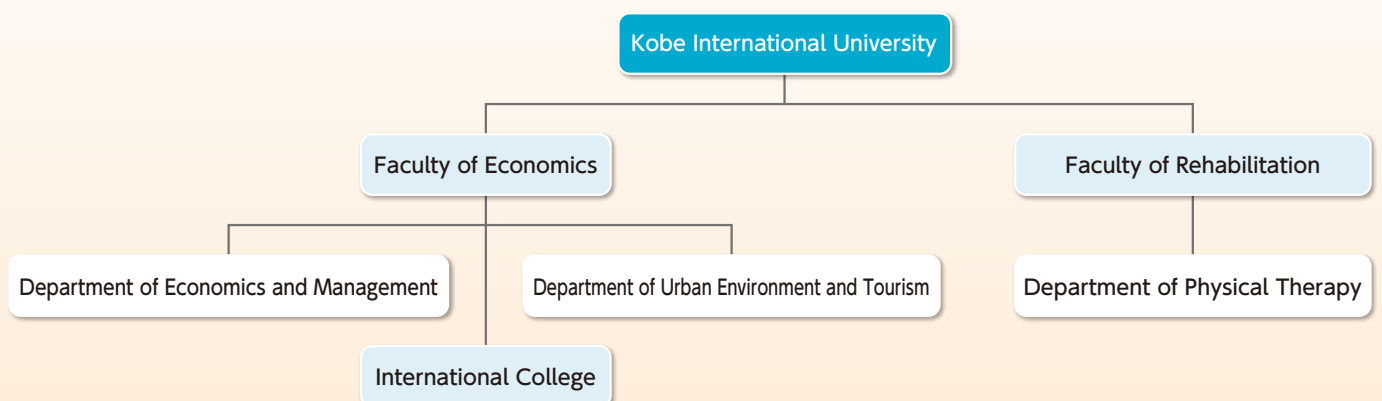 Kobe International University
Faculty of Economics
Faculty of Rehabilitation
Department of Economics and Management
Department of Urban Environment and Tourism
Department of Physical Therapy
International College